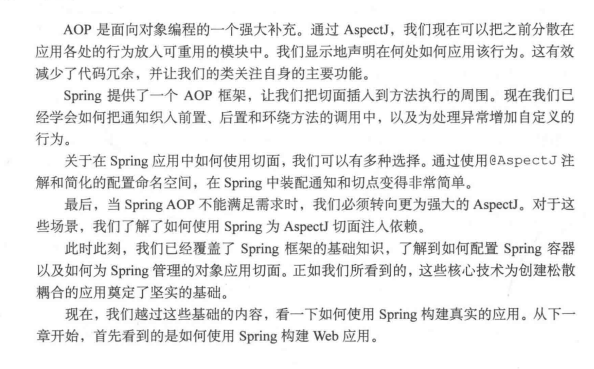 AOP 是面向对象编程的一个强大补充。通过 AspectJ，我们现在可以把之前分散在
应用各处的行为放入可重用的模块中。我们显示地声明在何处如何应用该行为。这有效
减少了代码冗余，并让我们的类关注自身的主要功能。
Spring 提供了一个 AOP 框架，让我们把切面插入到方法执行的周围。现在我们已
经学会如何把通知织入前置、后置和环绕方法的调用中，以及为处理异常增加自定义的
行为。
关于在 Spring 应用中如何使用切面，我们可以有多种选择。通过使用@AspectJ 注
解和简化的配置命名空间，在 Spring 中装配通知和切点变得非常简单。
最后，当 Spring AOP 不能满足需求时，我们必须转向更为强大的 AspectJ。对于这
些场景，我们了解了如何使用 Spring 为 AspectJ 切面注入依赖。
此时此刻，我们已经覆盖了 Spring 框架的基础知识，了解到如何配置 Spring 容器
以及如何为 Spring 管理的对象应用切面。正如我们所看到的，这些核心技术为创建松散
耦合的应用奠定了坚实的基础。
现在，我们越过这些基础的内容，看一下如何使用 Spring 构建真实的应用。从下一
章开始，首先看到的是如何使用 Spring 构建 Web 应用。